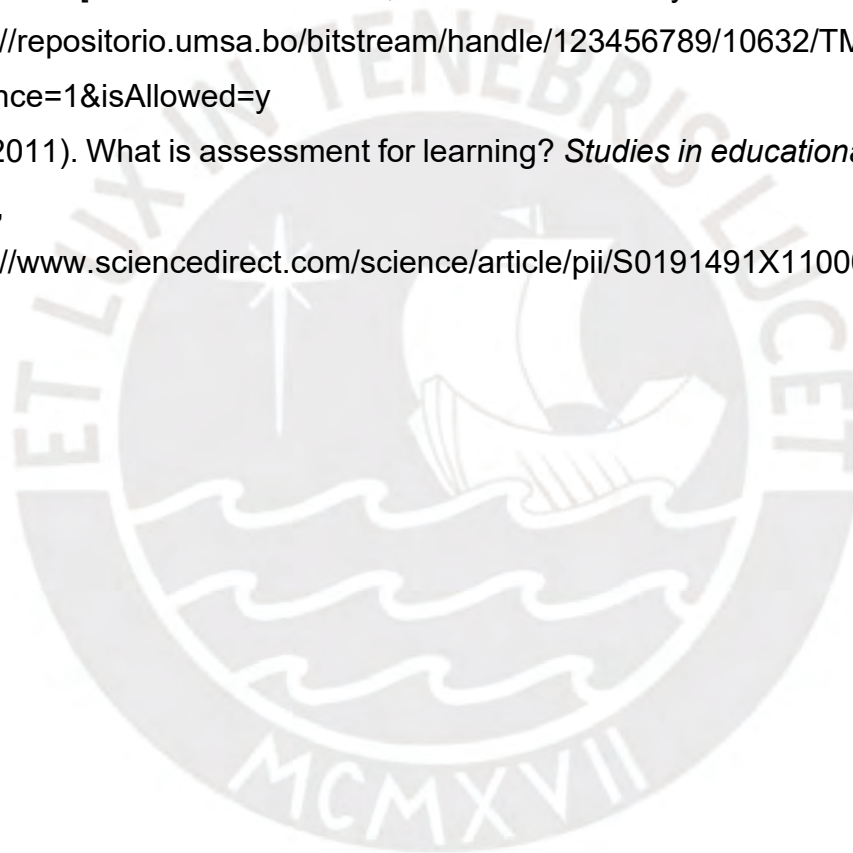 //repositorio.umsa.bo/bitstream/handle/123456789/10632/TM
nce=1&isAllowed=y
2011). What is assessment for learning? Studies in educationa
//www.sciencedirect.com/science/article/pii/S0191491X1100
ET LUX IN TENEBRIS LUCET
MCMXVII